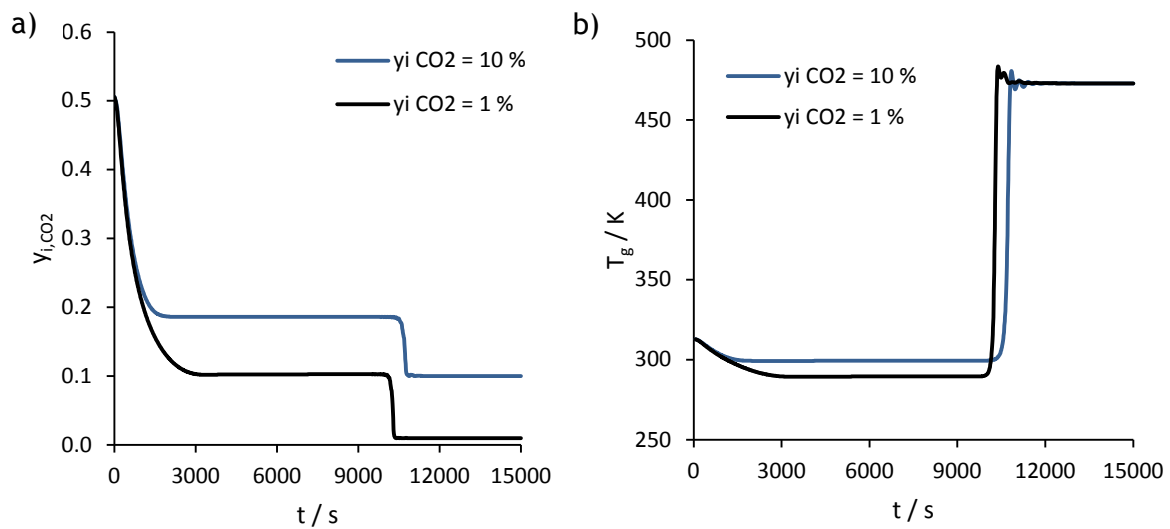 a)
0.6
0.5
0.4
0.3
0.2
0.1
0.0
yi,CO2
yi CO2 = 10 %
yi CO2 = 1 %
0
3000
6000
9000
12000
15000
t / s
b)
500
450
400
350
300
250
Tg / K
yi CO2 = 10 %
yi CO2 = 1 %
0
3000
6000
9000
12000
15000
t / s